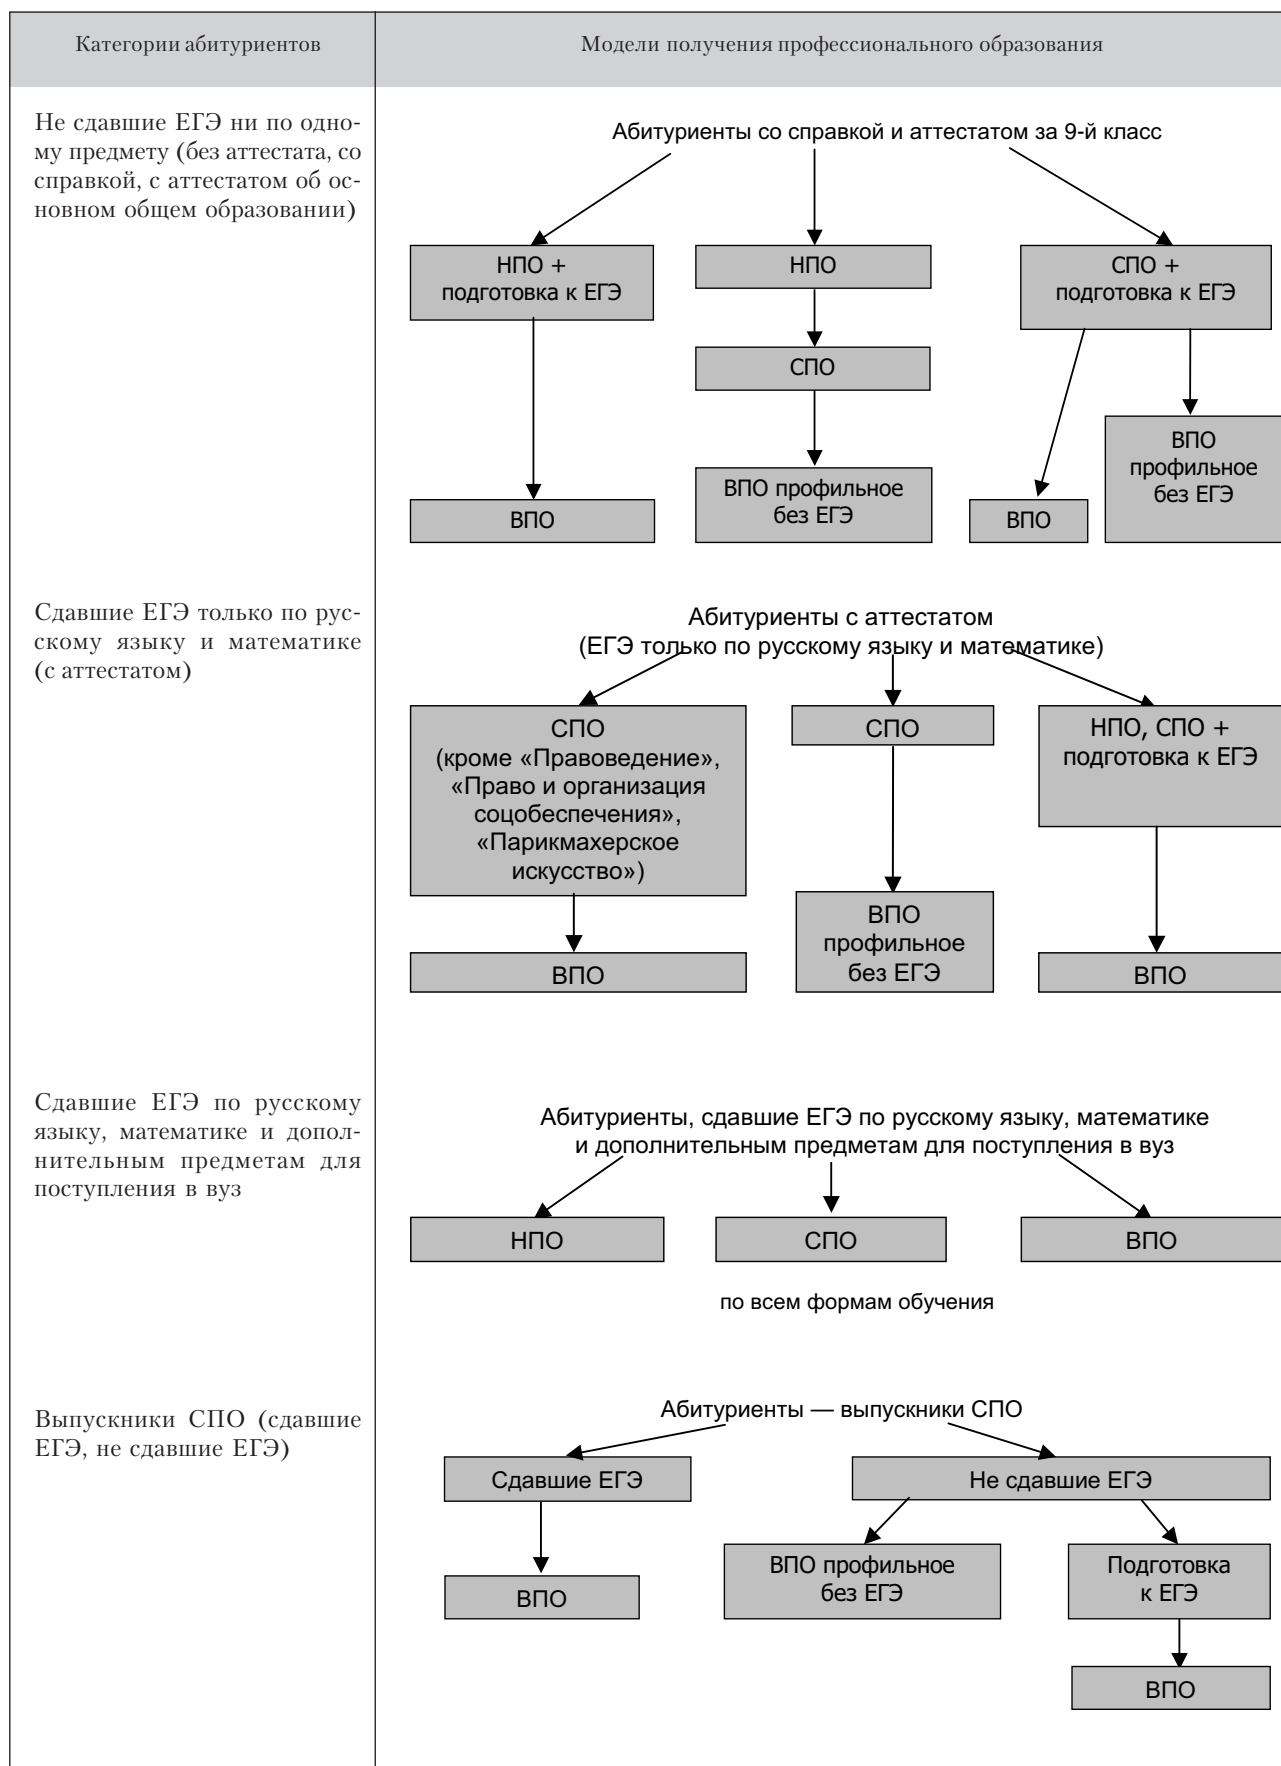 Категории абитуриентов
Модели получения профессионального образования
Не сдавшие ЕГЭ ни по одно-
му предмету (без аттестата, со
справкой, с аттестатом об ос-
новном общем образовании)
Абитуриенты со справкой и аттестатом за 9-й класс
НПО +
подготовка к ЕГЭ
НПО
СПО +
подготовка к ЕГЭ
СПО
ВПО
ВПО профильное
без ЕГЭ
ВПО
ВПО
профильное
без ЕГЭ
Сдавшие ЕГЭ только по рус-
скому языку и математике
(с аттестатом)
Абитуриенты с аттестатом
(ЕГЭ только по русскому языку и математике)
СПО
(кроме «Правоведение»,
«Право и организация
соцобеспечения»,
«Парикмахерское
искусство»)
СПО
НПО, СПО +
подготовка к ЕГЭ
ВПО
ВПО
профильное
без ЕГЭ
ВПО
Сдавшие ЕГЭ по русскому
языку, математике и допол-
нительным предметам для
поступления в вуз
Абитуриенты, сдавшие ЕГЭ по русскому языку, математике
и дополнительным предметам для поступления в вуз
НПО
СПО
ВПО
по всем формам обучения
Выпускники СПО (сдавшие
ЕГЭ, не сдавшие ЕГЭ)
Абитуриенты — выпускники СПО
Сдавшие ЕГЭ
Не сдавшие ЕГЭ
ВПО
ВПО профильное
без ЕГЭ
Подготовка
к ЕГЭ
ВПО